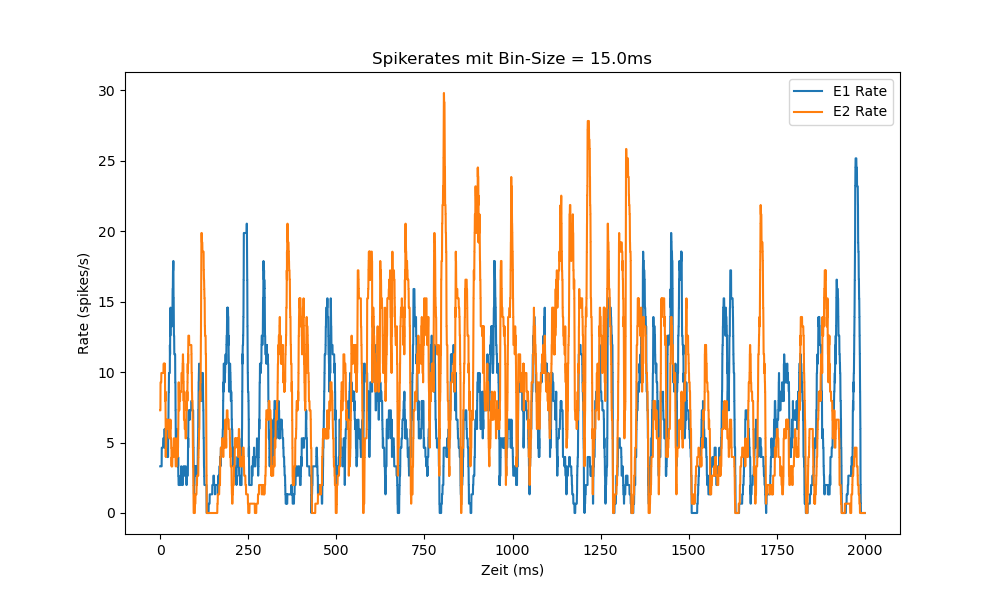 Spikerates mit Bin-Size = 15.0ms
E1 Rate
E2 Rate
Rate (spikes/s)
30
25
20
15
10
5
0
0 250 500 750 1000 1250 1500 1750 2000
Zeit (ms)